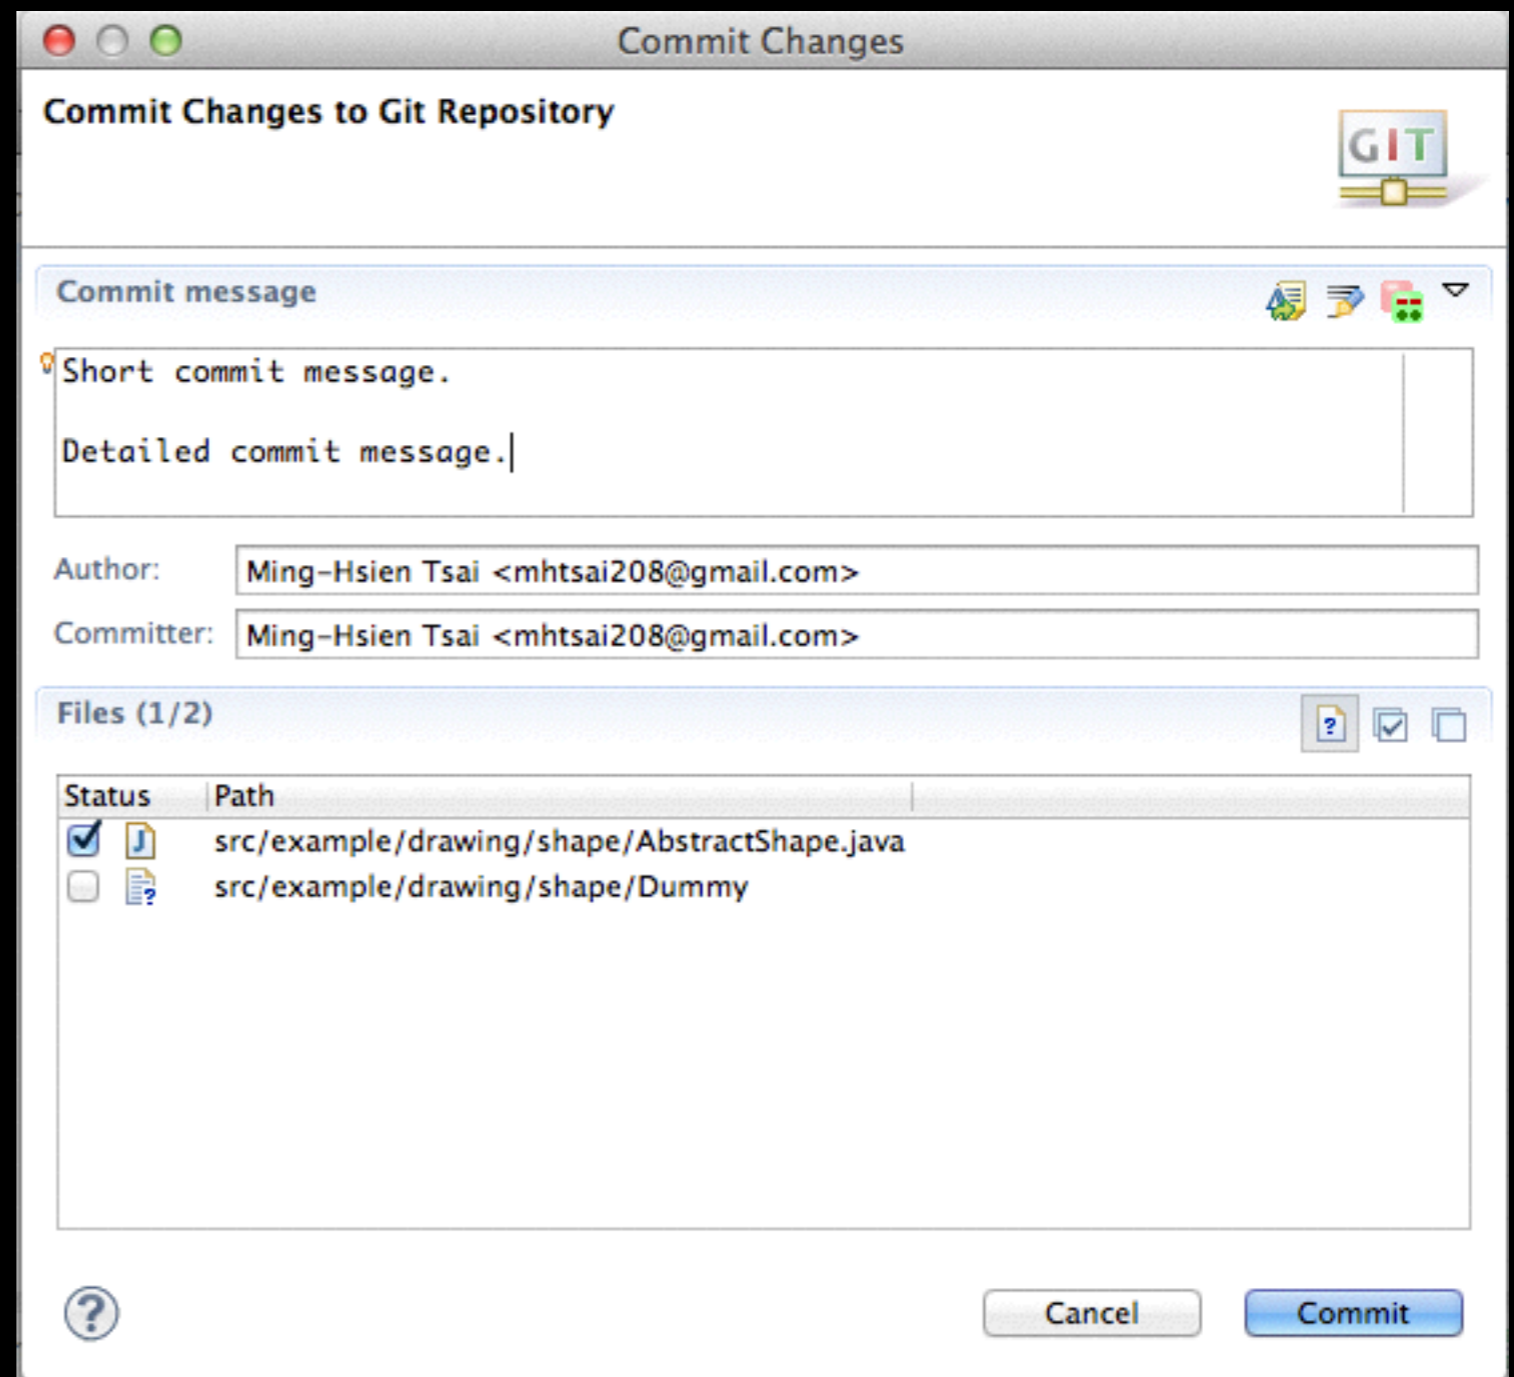 Commit Changes
Commit Changes to Git Repository
GIT
Commit message
Short commit message.
Detailed commit message.
Author: Ming-Hsien Tsai <mhtsai208@gmail.com>
Committer: Ming-Hsien Tsai <mhtsai208@gmail.com>
Files (1/2)
?
Status Path
J src/example/drawing/shape/AbstractShape.java
? src/example/drawing/shape/Dummy
? Cancel Commit